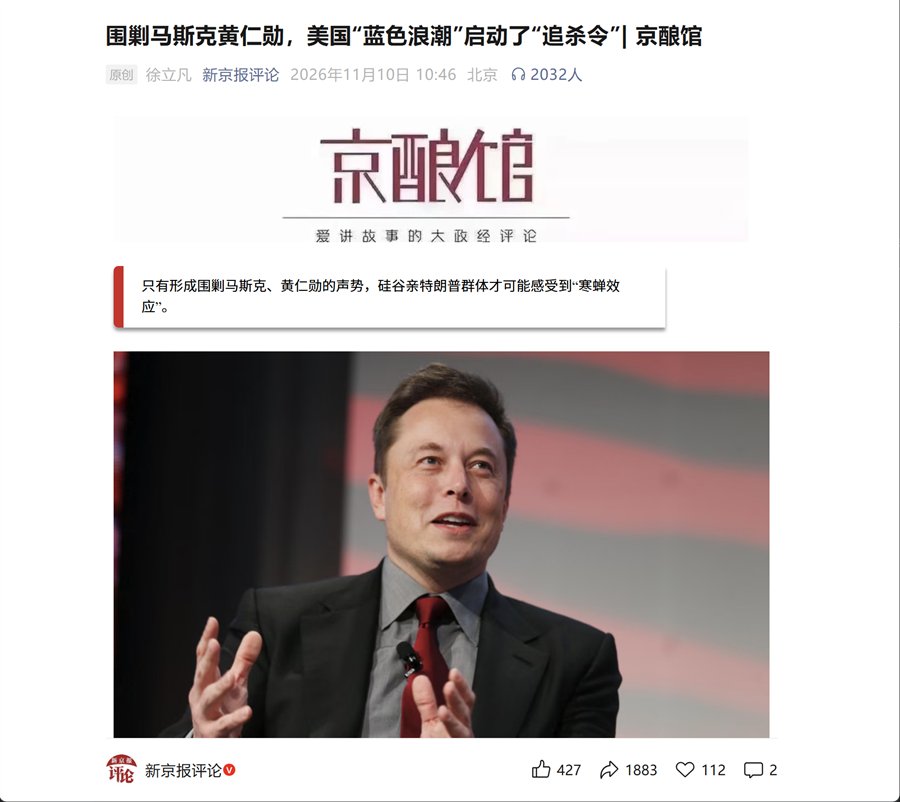 围剿马斯克黄仁勋，美国“蓝色浪潮”启动了“追杀令”| 京酿馆
原创 徐立凡 新京报评论 2026年11月10日 10:46 北京 2032人
京酿馆
爱讲故事的大政经评论
只有形成围剿马斯克、黄仁勋的声势，硅谷亲特朗普群体才可能感受到“寒蝉效
应”。
新京报
评论
新京报评论 427 1883 112 2